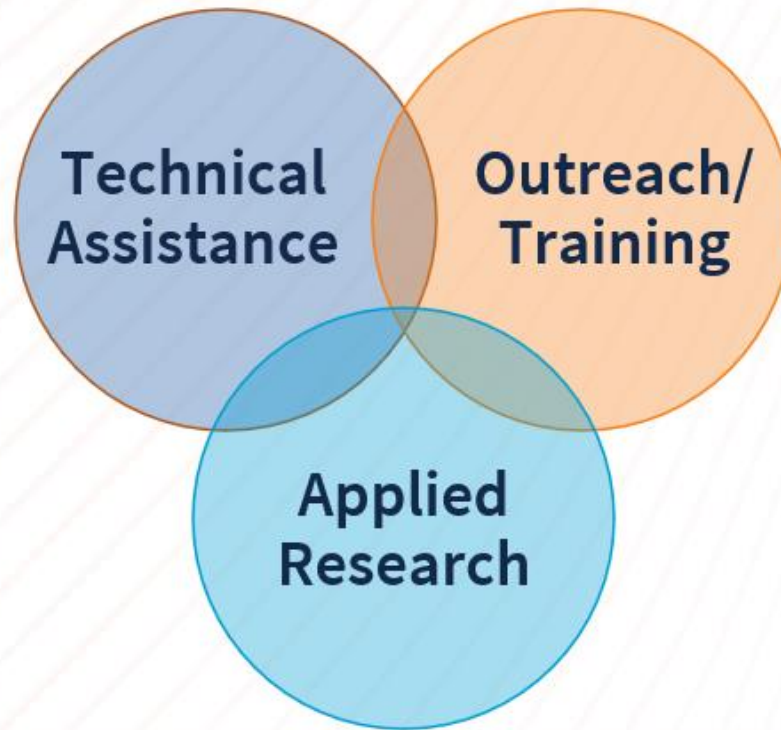 Technical
Assistance
Outreach/
Training
Applied
Research